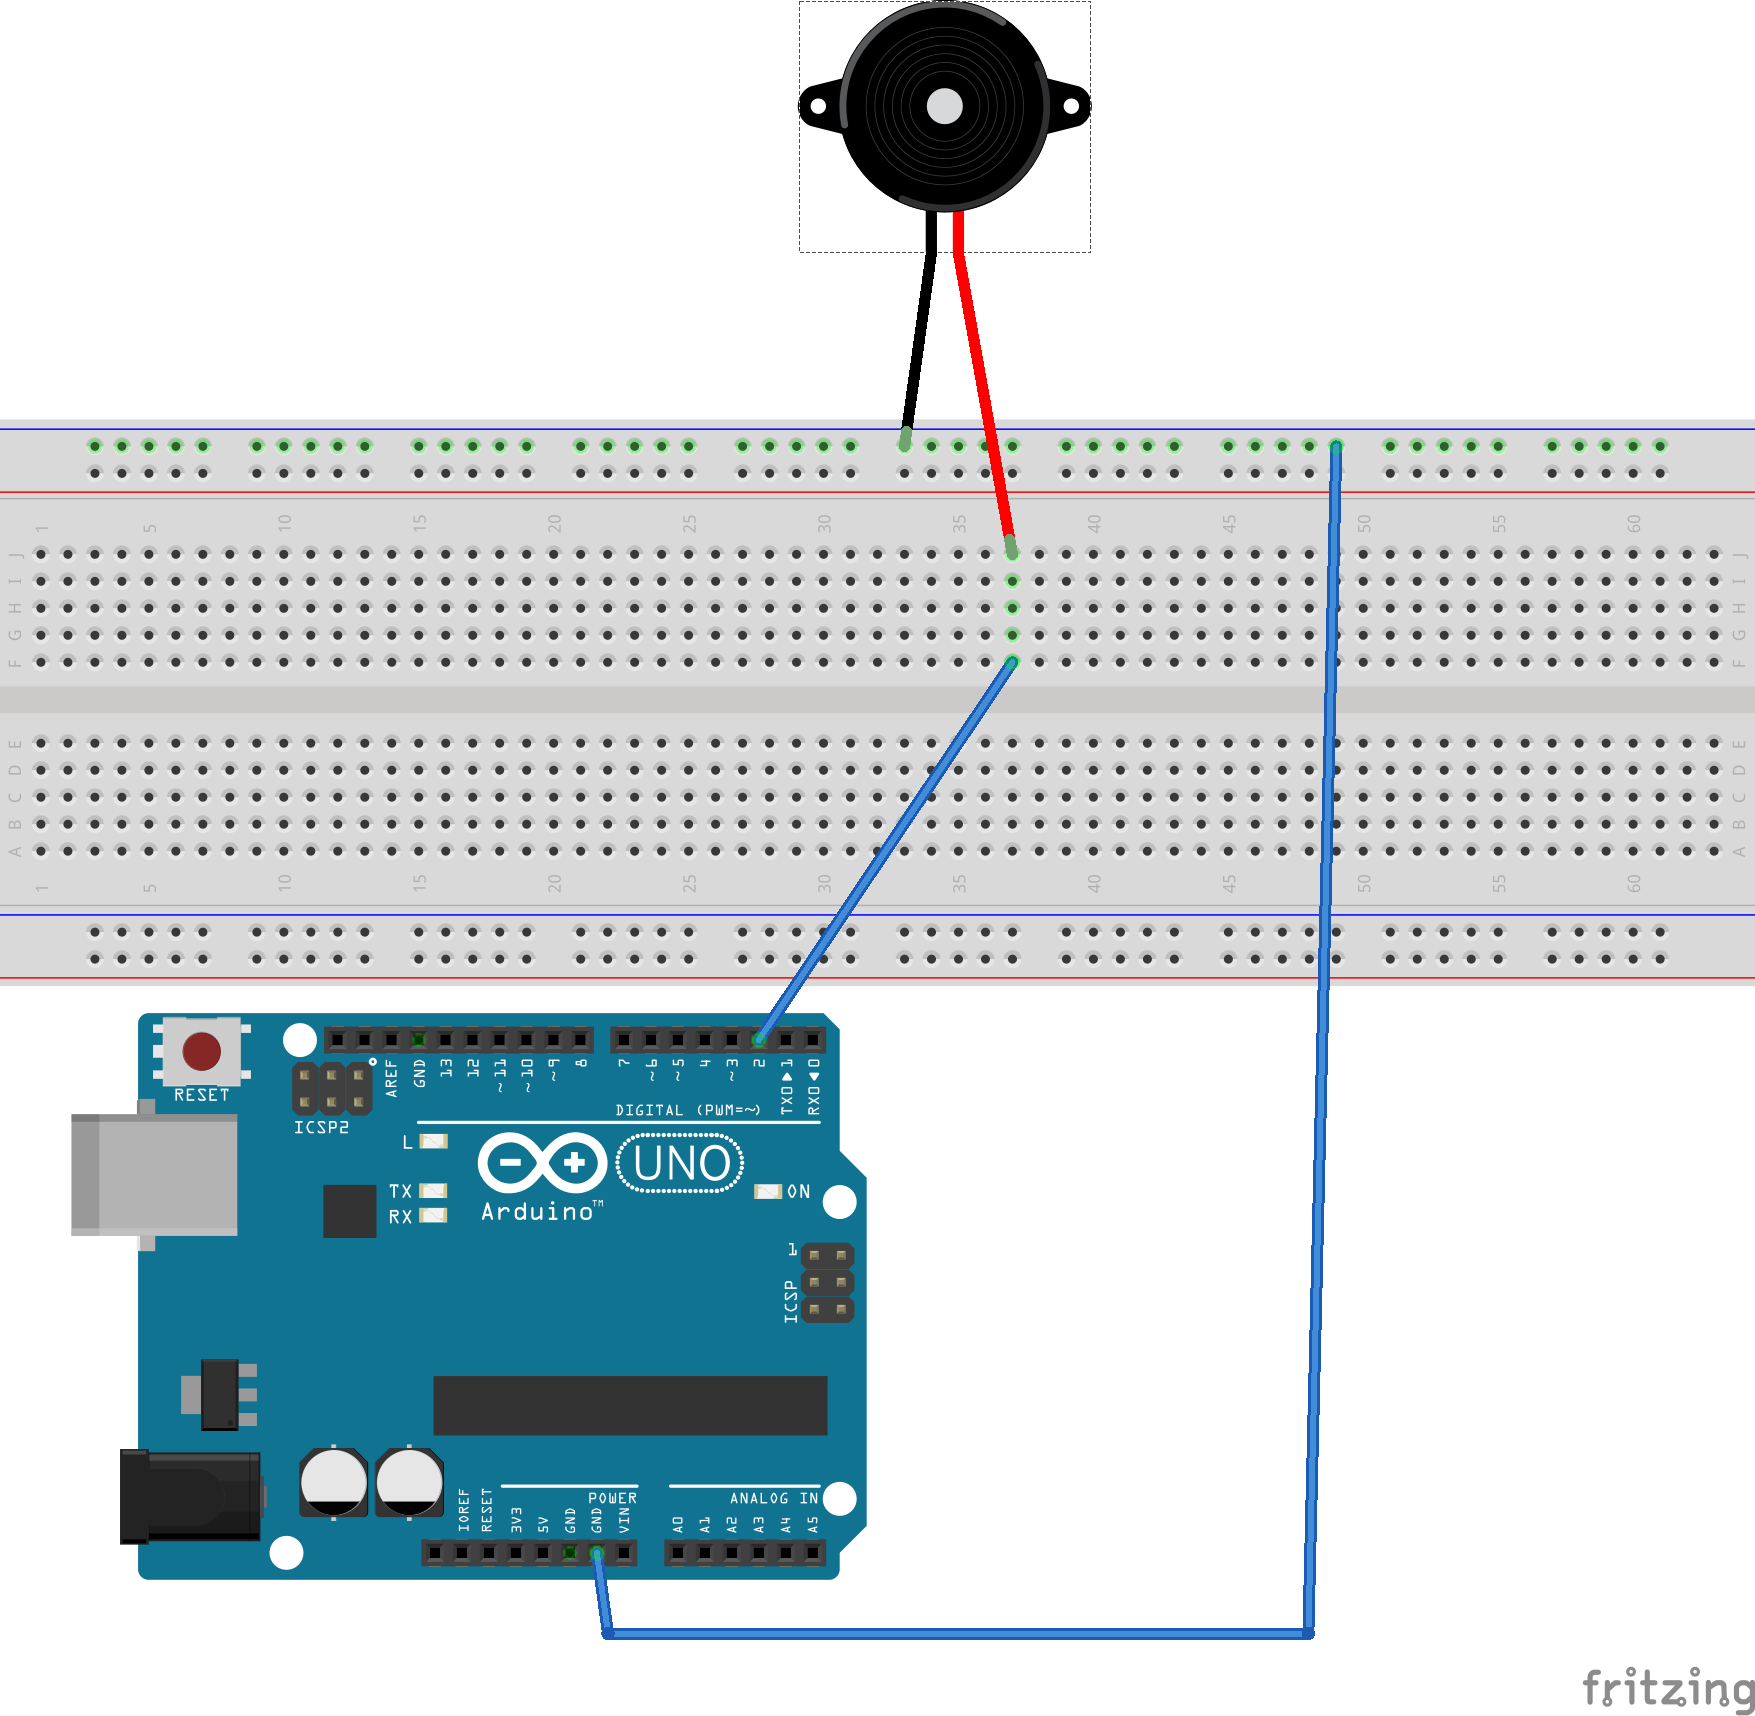 1 5 10 15 20 25 30 35 40 45 50 55 60
J J
I I
H H
G G
F F
E E
D D
C C
B B
A A
1 5 10 15 20 25 30 35 40 45 50 55 60
RESET
ICSP2
AREF GND 13 12 ~11 ~10 ~9 8 7 ~6 ~5 4 ~3 2 TX0▶1 RX0◀0
DIGITAL (PWM=~)
L
TX
RX
UNO
Arduino™
ON
1
ICSP
POWER
ANALOG IN
IOREF RESET 3V3 5V GND GND VIN A0 A1 A2 A3 A4 A5
fritzing